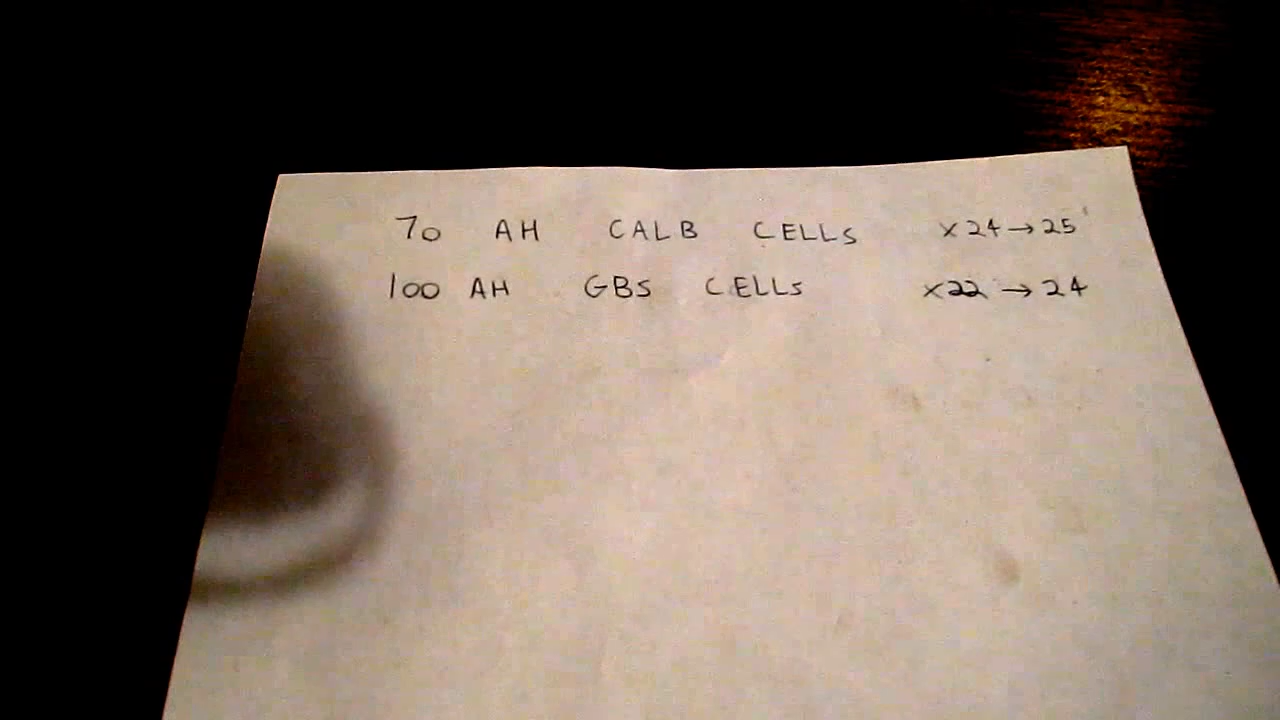 70 AH CALB CELLS x24→25
100 AH GBS CELLS x22→24